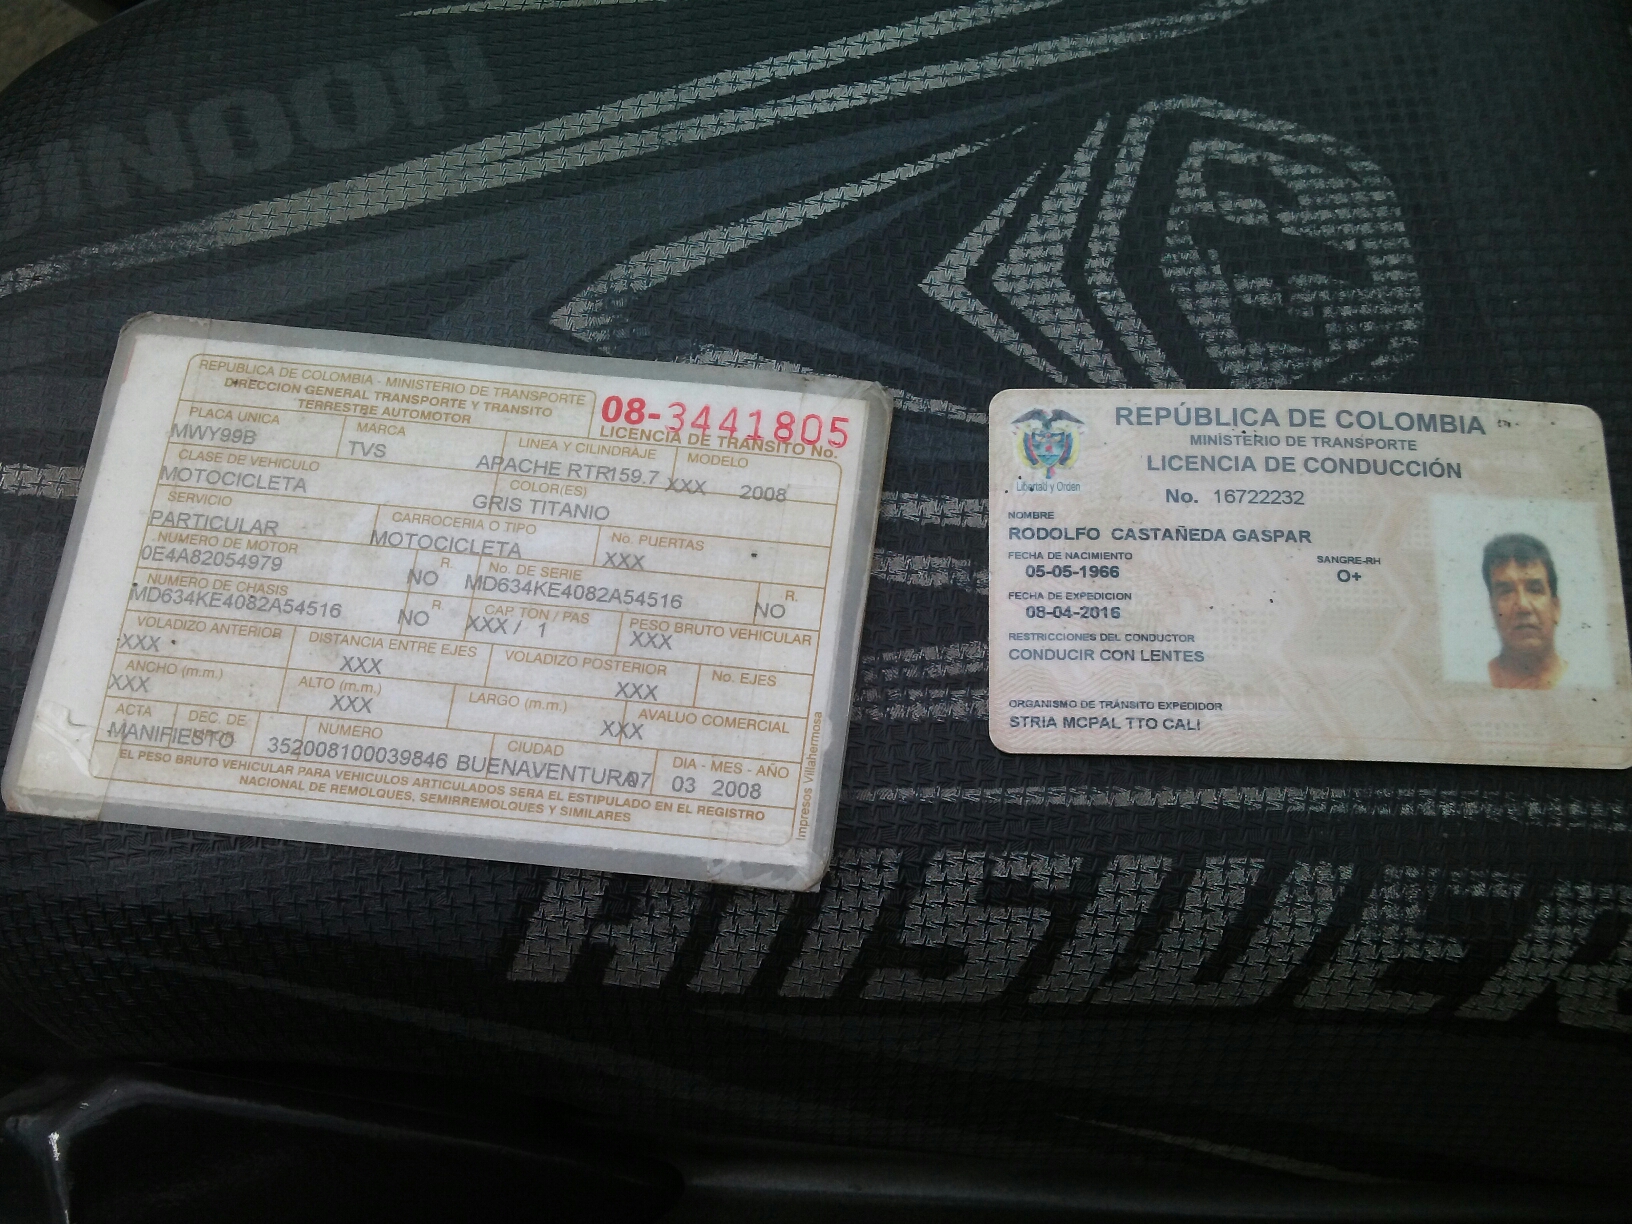 REPUBLICA DE COLOMBIA - MINISTERIO DE TRANSPORTE
DIRECCION GENERAL TRANSPORTE Y TRANSITO
TERRESTRE AUTOMOTOR
08-3441805
LICENCIA DE TRANSITO No.
PLACA UNICA MARCA LINEA Y CILINDRAJE MODELO
MWY99B TVS APACHE RTR159.7 XXX 2008
CLASE DE VEHICULO COLOR(ES)
MOTOCICLETA GRIS TITANIO
SERVICIO CARROCERIA O TIPO No. PUERTAS
PARTICULAR MOTOCICLETA XXX
NUMERO DE MOTOR R. No. DE SERIE R.
0E4A82054979 NO MD634KE4082A54516 NO
NUMERO DE CHASIS R. CAP TON / PAS PESO BRUTO VEHICULAR
MD634KE4082A54516 NO XXX / 1 XXX
VOLADIZO ANTERIOR DISTANCIA ENTRE EJES VOLADIZO POSTERIOR No. EJES
XXX XXX XXX
ANCHO (m.m.) ALTO (m.m.) LARGO (m.m.) AVALUO COMERCIAL
XXX XXX XXX
ACTA DEC. DE NUMERO CIUDAD DIA - MES - AÑO
MANIFIESTO 352008100039846 BUENAVENTURA 07 03 2008
EL PESO BRUTO VEHICULAR PARA VEHICULOS ARTICULADOS SERA EL ESTIPULADO EN EL REGISTRO
NACIONAL DE REMOLQUES, SEMIRREMOLQUES Y SIMILARES
Impresos Villahermosa
REPÚBLICA DE COLOMBIA
MINISTERIO DE TRANSPORTE
LICENCIA DE CONDUCCIÓN
Libertad y Orden
No. 16722232
NOMBRE
RODOLFO CASTAÑEDA GASPAR
FECHA DE NACIMIENTO SANGRE-RH
05-05-1966 O+
FECHA DE EXPEDICION
08-04-2016
RESTRICCIONES DEL CONDUCTOR
CONDUCIR CON LENTES
ORGANISMO DE TRÁNSITO EXPEDIDOR
STRIA MCPAL TTO CALI